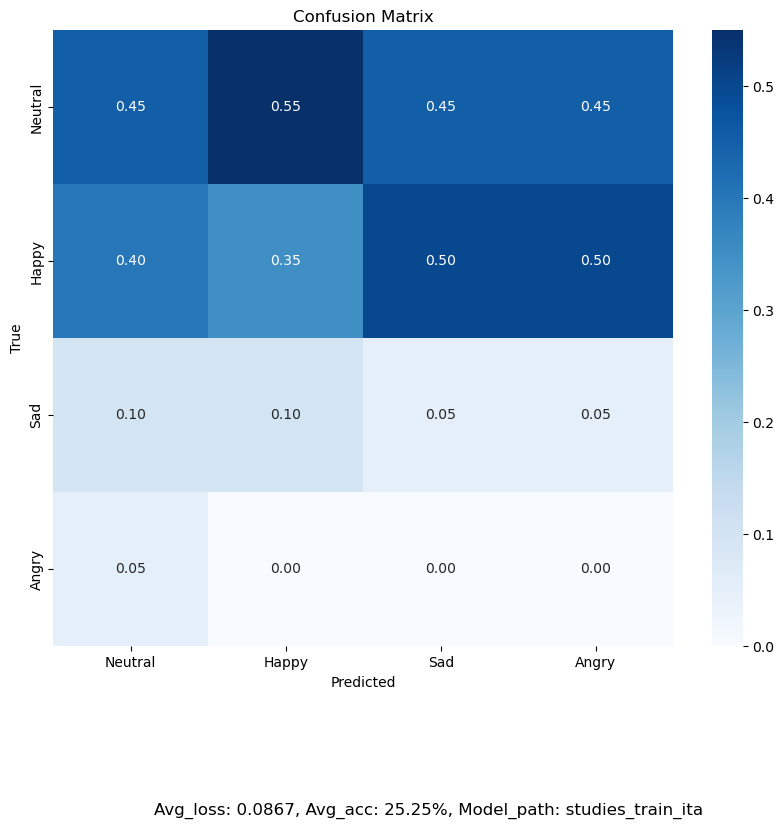 Confusion Matrix
Neutral 0.45 0.55 0.45 0.45
Happy 0.40 0.35 0.50 0.50
Sad 0.10 0.10 0.05 0.05
Angry 0.05 0.00 0.00 0.00
True
Neutral Happy Sad Angry
Predicted
0.5
0.4
0.3
0.2
0.1
0.0
Avg_loss: 0.0867, Avg_acc: 25.25%, Model_path: studies_train_ita